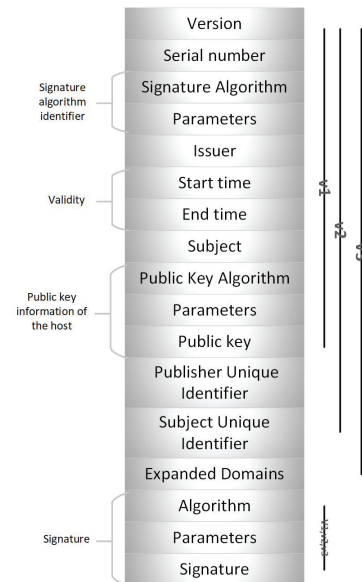 Version
Serial number
Signature
algorithm
identifier
Signature Algorithm
Parameters
Issuer
Validity
Start time
End time
Subject
Public key
information of
the host
Public Key Algorithm
Parameters
Public key
Publisher Unique
Identifier
Subject Unique
Identifier
Expanded Domains
Signature
Algorithm
Parameters
Signature
v1
v2
v3